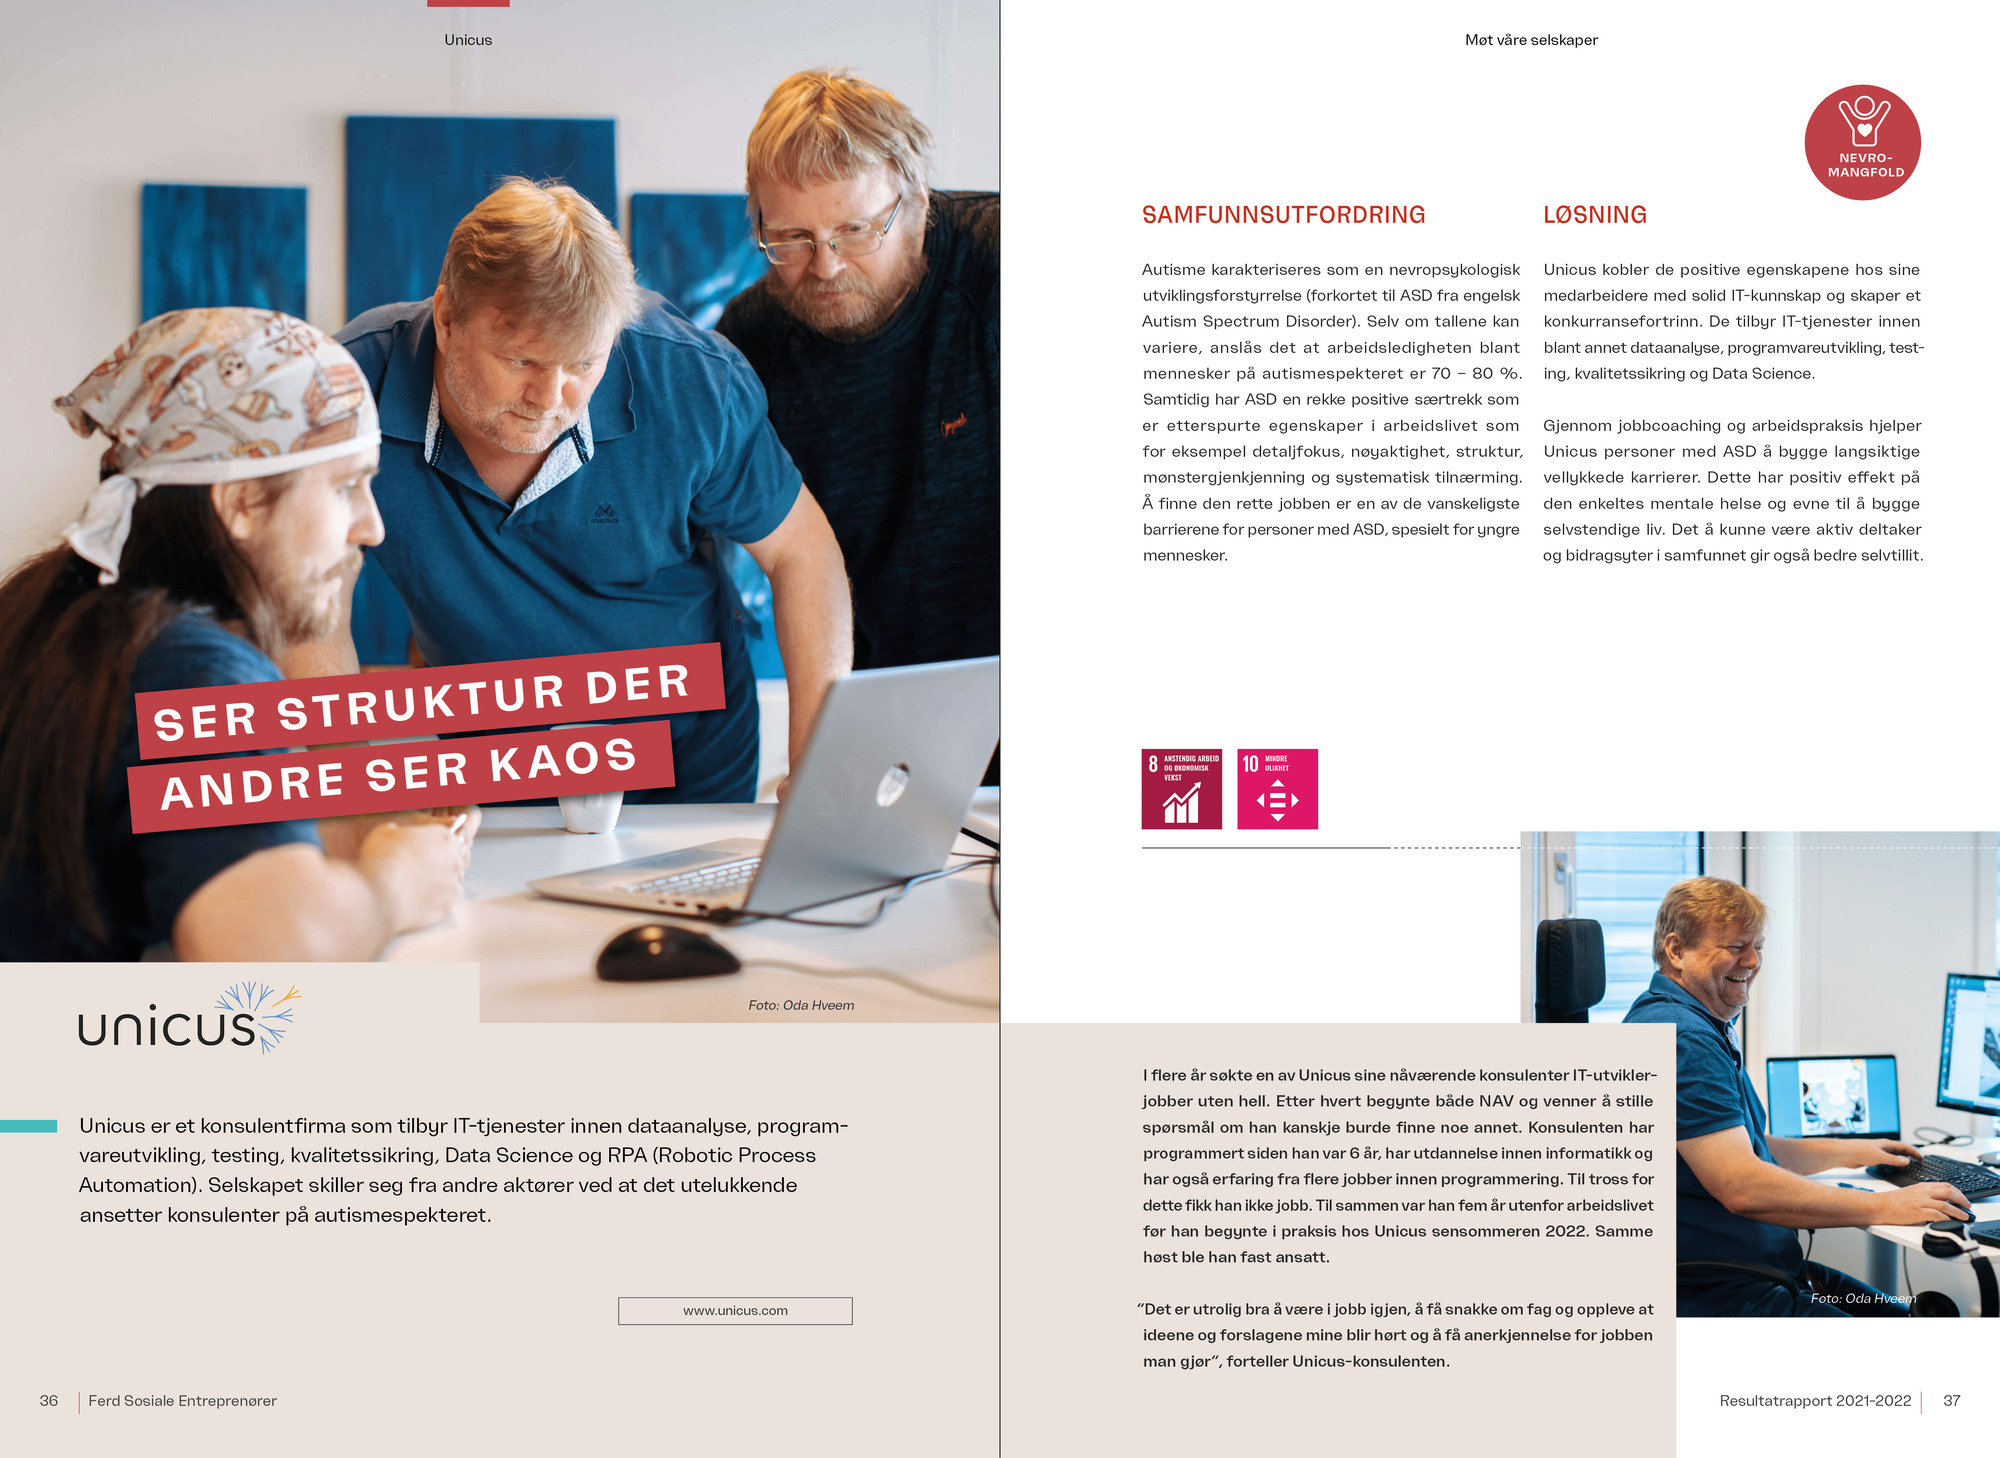 Unicus
SER STRUKTUR DER
ANDRE SER KAOS
Foto: Oda Hveem
unicus
Unicus er et konsulentfirma som tilbyr IT-tjenester innen dataanalyse, program-
vareutvikling, testing, kvalitetssikring, Data Science og RPA (Robotic Process
Automation). Selskapet skiller seg fra andre aktører ved at det utelukkende
ansetter konsulenter på autismespekteret.
www.unicus.com
36 Ferd Sosiale Entreprenører
Møt våre selskaper
NEVRO-
MANGFOLD
SAMFUNNSUTFORDRING
Autisme karakteriseres som en nevropsykologisk
utviklingsforstyrrelse (forkortet til ASD fra engelsk
Autism Spectrum Disorder). Selv om tallene kan
variere, anslås det at arbeidsledigheten blant
mennesker på autismespekteret er 70 – 80 %.
Samtidig har ASD en rekke positive særtrekk som
er etterspurte egenskaper i arbeidslivet som
for eksempel detaljfokus, nøyaktighet, struktur,
mønstergjenkjenning og systematisk tilnærming.
Å finne den rette jobben er en av de vanskeligste
barrierene for personer med ASD, spesielt for yngre
mennesker.
LØSNING
Unicus kobler de positive egenskapene hos sine
medarbeidere med solid IT-kunnskap og skaper et
konkurransefortrinn. De tilbyr IT-tjenester innen
blant annet dataanalyse, programvareutvikling, test-
ing, kvalitetssikring og Data Science.
Gjennom jobbcoaching og arbeidspraksis hjelper
Unicus personer med ASD å bygge langsiktige
vellykkede karrierer. Dette har positiv effekt på
den enkeltes mentale helse og evne til å bygge
selvstendige liv. Det å kunne være aktiv deltaker
og bidragsyter i samfunnet gir også bedre selvtillit.
8 ANSTENDIG ARBEID
OG ØKONOMISK
VEKST
10 MINDRE
ULIKHET
I flere år søkte en av Unicus sine nåværende konsulenter IT-utvikler-
jobber uten hell. Etter hvert begynte både NAV og venner å stille
spørsmål om han kanskje burde finne noe annet. Konsulenten har
programmert siden han var 6 år, har utdannelse innen informatikk og
har også erfaring fra flere jobber innen programmering. Til tross for
dette fikk han ikke jobb. Til sammen var han fem år utenfor arbeidslivet
før han begynte i praksis hos Unicus sensommeren 2022. Samme
høst ble han fast ansatt.
"Det er utrolig bra å være i jobb igjen, å få snakke om fag og oppleve at
ideene og forslagene mine blir hørt og å få anerkjennelse for jobben
man gjør", forteller Unicus-konsulenten.
Foto: Oda Hveem
Resultatrapport 2021-2022 37